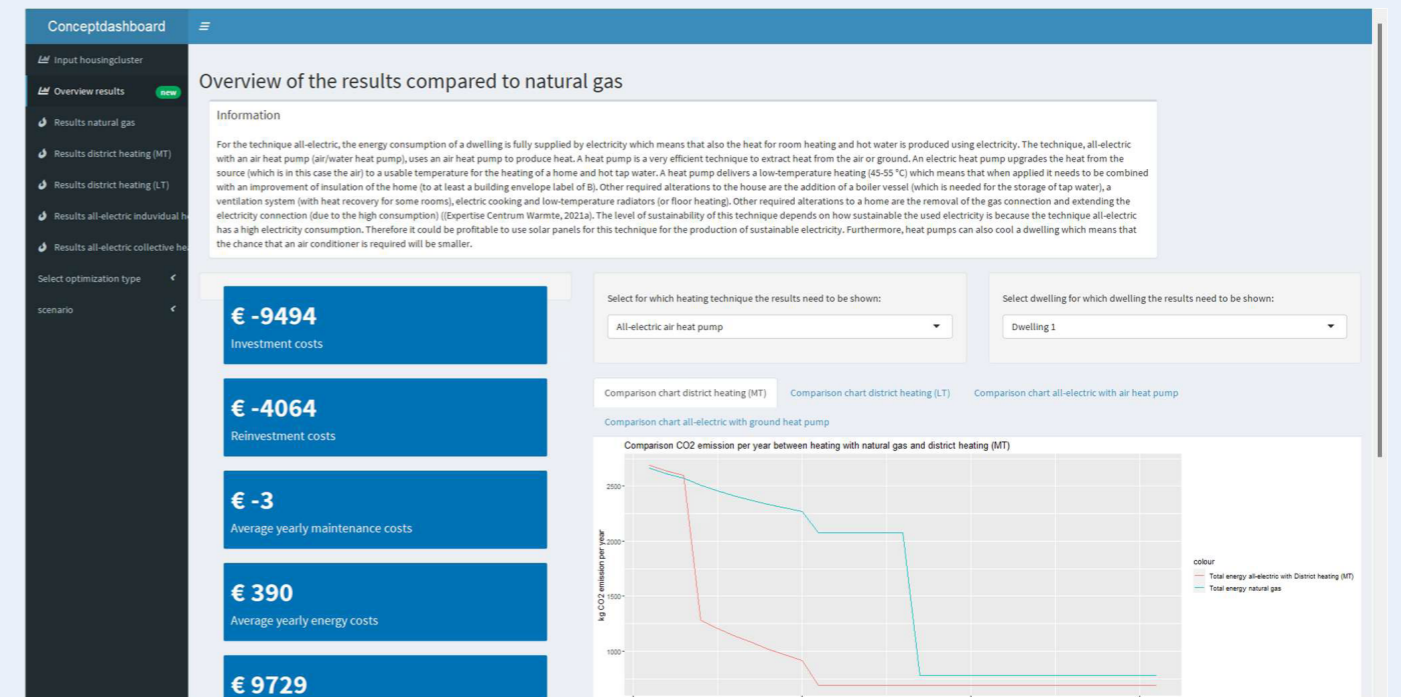 Conceptdashboard
Input housingcluster
Overview results new
Results natural gas
Results district heating (MT)
Results district heating (LT)
Results all-electric induvidual h
Results all-electric collective hea
Select optimization type
scenario
Overview of the results compared to natural gas
Information
For the technique all-electric, the energy consumption of a dwelling is fully supplied by electricity which means that also the heat for room heating and hot water is produced using electricity. The technique, all-electric
with an air heat pump (air/water heat pump), uses an air heat pump to produce heat. A heat pump is a very efficient technique to extract heat from the air or ground. An electric heat pump upgrades the heat from the
source (which is in this case the air) to a usable temperature for the heating of a home and hot tap water. A heat pump delivers a low-temperature heating (45-55 °C) which means that when applied it needs to be combined
with an improvement of insulation of the home (to at least a building envelope label of B). Other required alterations to the house are the addition of a boiler vessel (which is needed for the storage of tap water), a
ventilation system (with heat recovery for some rooms), electric cooking and low-temperature radiators (or floor heating). Other required alterations to a home are the removal of the gas connection and extending the
electricity connection (due to the high consumption) ((Expertise Centrum Warmte, 2021a). The level of sustainability of this technique depends on how sustainable the used electricity is because the technique all-electric
has a high electricity consumption. Therefore it could be profitable to use solar panels for this technique for the production of sustainable electricity. Furthermore, heat pumps can also cool a dwelling which means that
the chance that an air conditioner is required will be smaller.
€ -9494
Investment costs
€ -4064
Reinvestment costs
€ -3
Average yearly maintenance costs
€ 390
Average yearly energy costs
€ 9729
Select for which heating technique the results need to be shown:
All-electric air heat pump
Select dwelling for which dwelling the results need to be shown:
Dwelling 1
Comparison chart district heating (MT) Comparison chart district heating (LT) Comparison chart all-electric with air heat pump
Comparison chart all-electric with ground heat pump
Comparison CO2 emission per year between heating with natural gas and district heating (MT)
kg CO2 emission per year
2500
2000
1500
1000
colour
Total energy all-electric with District heating (MT)
Total energy natural gas